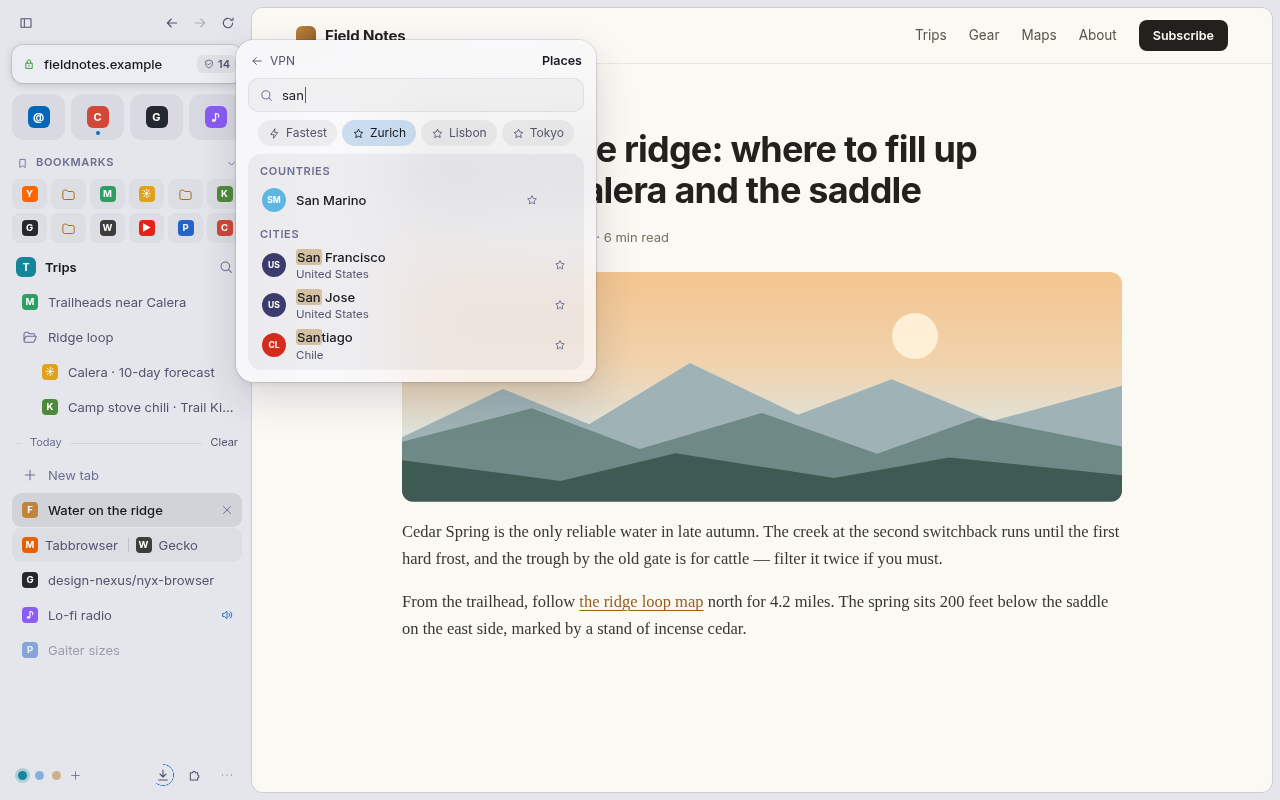 fieldnotes.example
14
@
C
G
BOOKMARKS
Y
M
K
G
W
P
C
T
Trips
M
Trailheads near Calera
Ridge loop
Calera · 10-day forecast
K
Camp stove chili · Trail Ki...
Today
Clear
New tab
F
Water on the ridge
M
Tabbrowser
W
Gecko
G
design-nexus/nyx-browser
Lo-fi radio
P
Gaiter sizes
VPN
Places
san
Fastest
Zurich
Lisbon
Tokyo
COUNTRIES
SM
San Marino
CITIES
US
San Francisco
United States
US
San Jose
United States
CL
Santiago
Chile
Field Notes
Trips
Gear
Maps
About
Subscribe
e ridge: where to fill up
alera and the saddle
· 6 min read
Cedar Spring is the only reliable water in late autumn. The creek at the second switchback runs until the first
hard frost, and the trough by the old gate is for cattle — filter it twice if you must.
From the trailhead, follow the ridge loop map north for 4.2 miles. The spring sits 200 feet below the saddle
on the east side, marked by a stand of incense cedar.